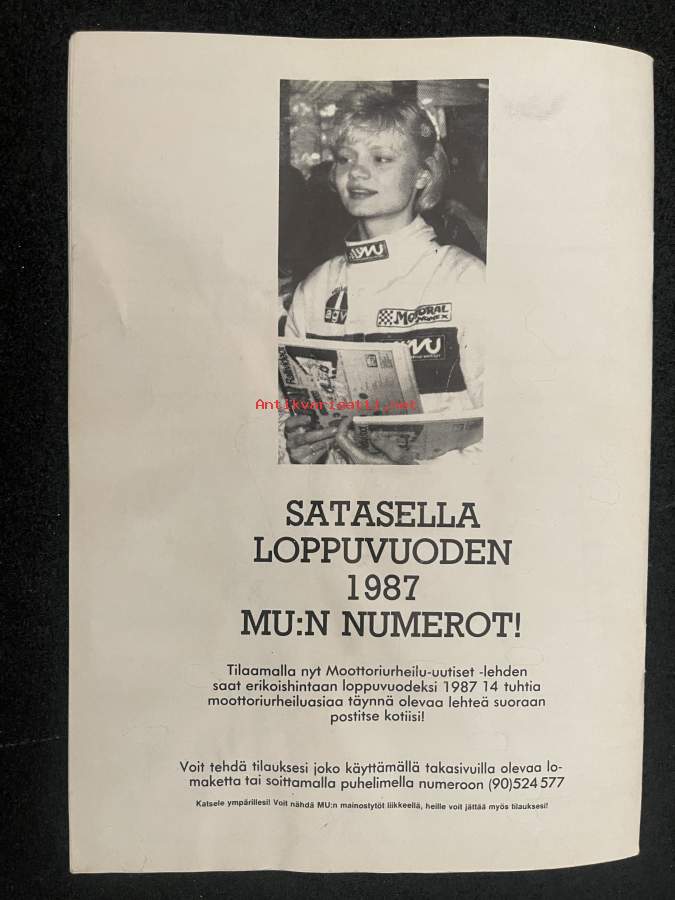 agv
MOTORAL
Antikvariaatti.net
SATASELLA
LOPPUVUODEN
1987
MU:N NUMEROT!
Tilaamalla nyt Moottoriurheilu-uutiset -lehden
saat erikoishintaan loppuvuodeksi 1987 14 tuhtia
moottoriurheiluasiaa täynnä olevaa lehteä suoraan
postitse kotiisi!
Voit tehdä tilauksesi joko käyttämällä takasivuilla olevaa lo-
maketta tai soittamalla puhelimella numeroon (90)524 577
Katsele ympärillesi! Voit nähdä MU:n mainostytöt liikkeellä, heille voit jättää myös tilauksesi!